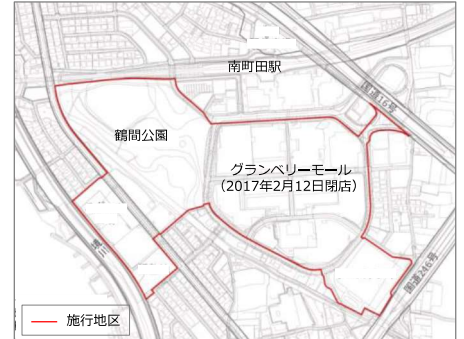 南町田駅
国道16号
鶴間公園
グランベリーモール
（2017年2月12日閉店）
境川
国道246号
施行地区